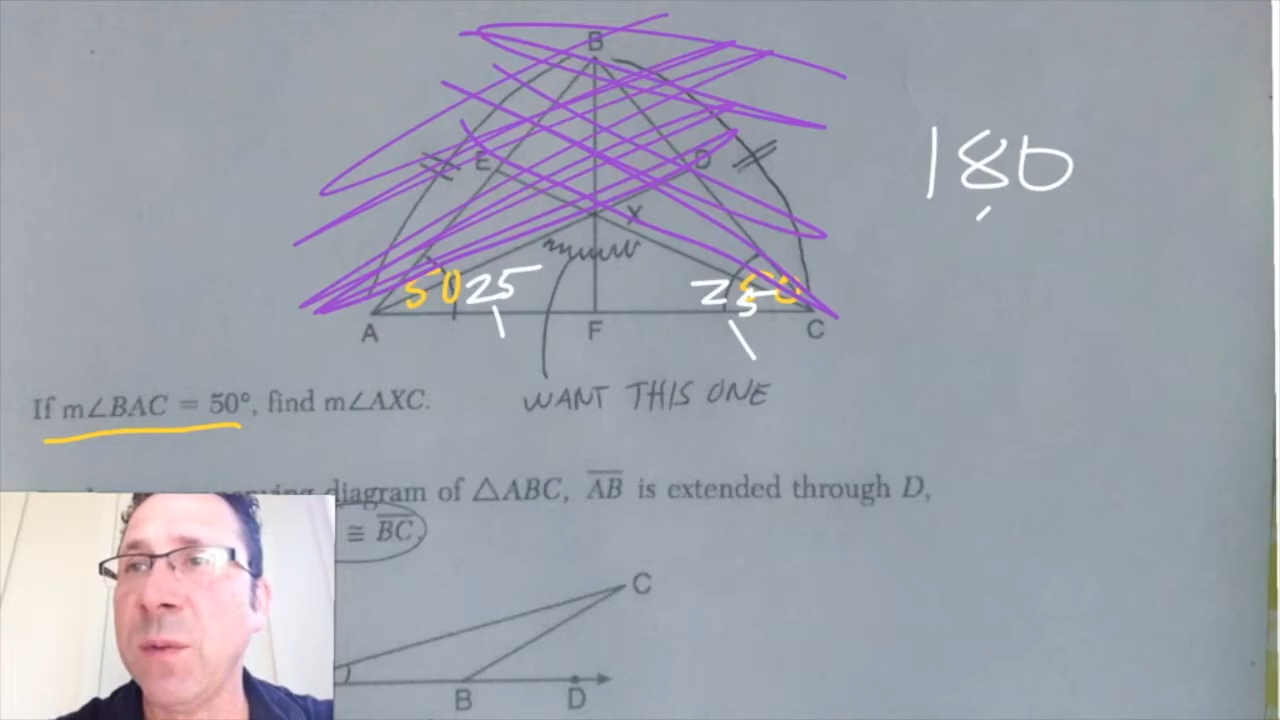 B
180
E D
X
50 25 25 50
A F C
If m∠BAC = 50°, find m∠AXC.
WANT THIS ONE
diagram of △ABC, AB is extended through D,
≅ BC,
C
B D